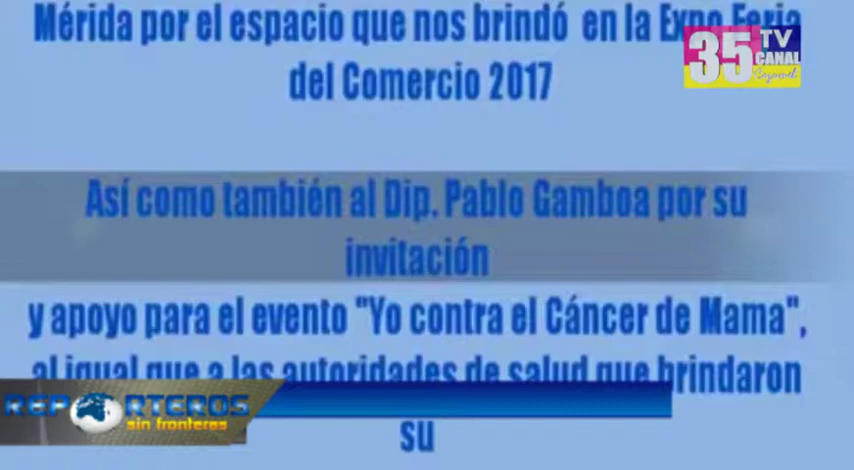 Mérida por el espacio que nos brindó en la Expo Feria
del Comercio 2017
35 TV
CANAL
Así como también al Dip. Pablo Gamboa por su
invitación
y apoyo para el evento "Yo contra el Cáncer de Mama",
al igual que a las autoridades de salud que brindaron
REPORTEROS
sin fronteras
su